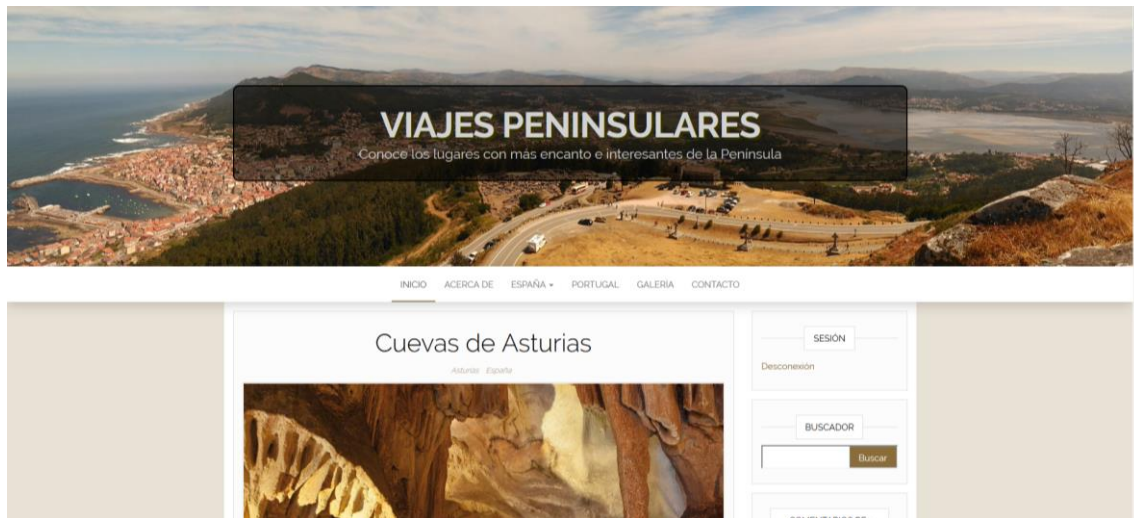 VIAJES PENINSULARES
Conoce los lugares con más encanto e interesantes de la Península
INICIO ACERCA DE ESPAÑA PORTUGAL GALERÍA CONTACTO
Cuevas de Asturias
Asturias España
SESIÓN
Desconexión
BUSCADOR
Buscar